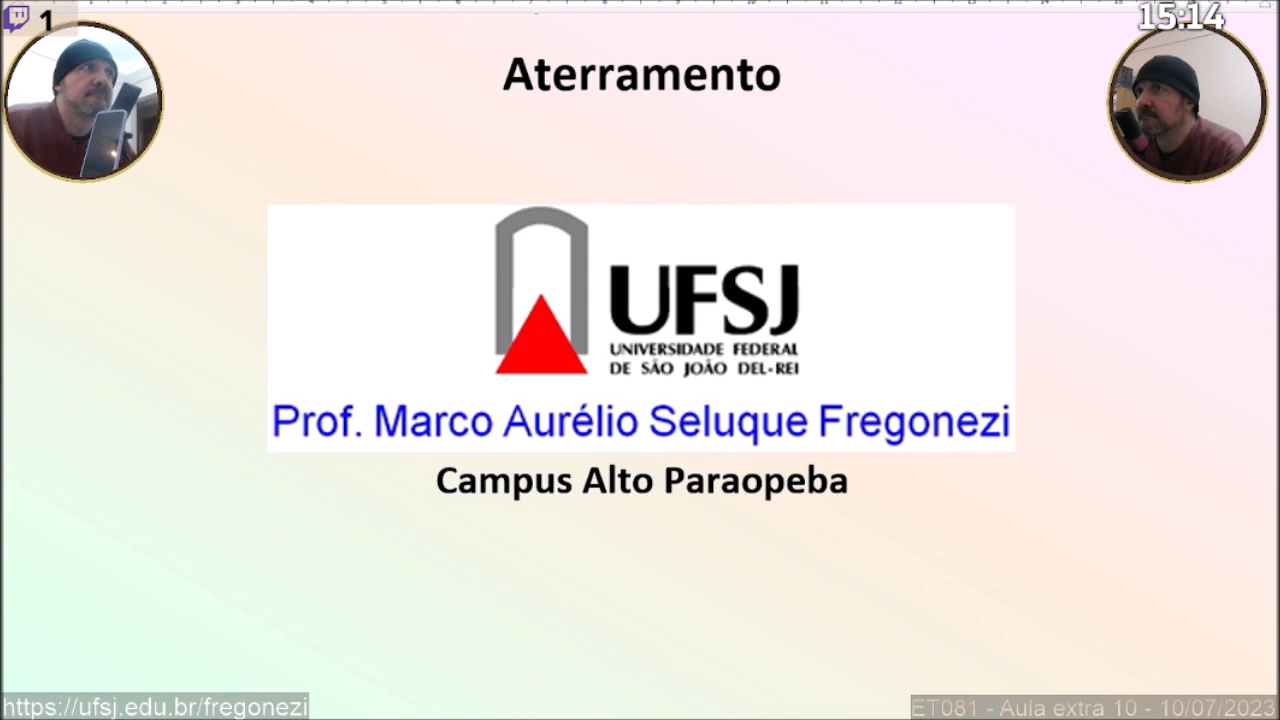 1
15:14
Aterramento
UFSJ
UNIVERSIDADE FEDERAL
DE SÃO JOÃO DEL-REI
Prof. Marco Aurélio Seluque Fregonezi
Campus Alto Paraopeba
https://ufsj.edu.br/fregonezi
ET081 - Aula extra 10 - 10/07/2023